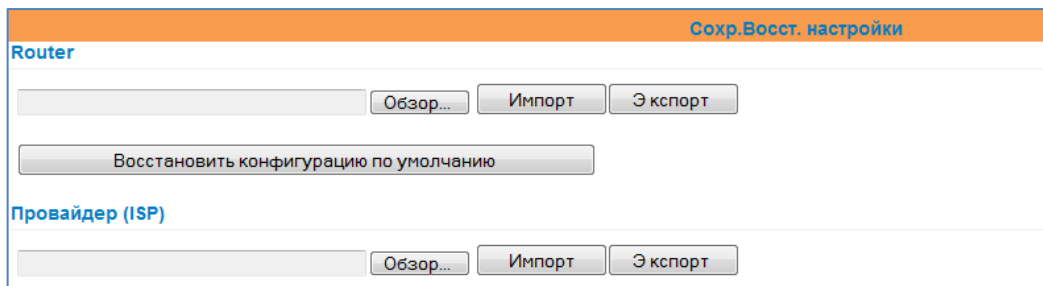 Сохр.Восст. настройки
Router
Обзор... Импорт Э кспорт
Восстановить конфигурацию по умолчанию
Провайдер (ISP)
Обзор... Импорт Э кспорт